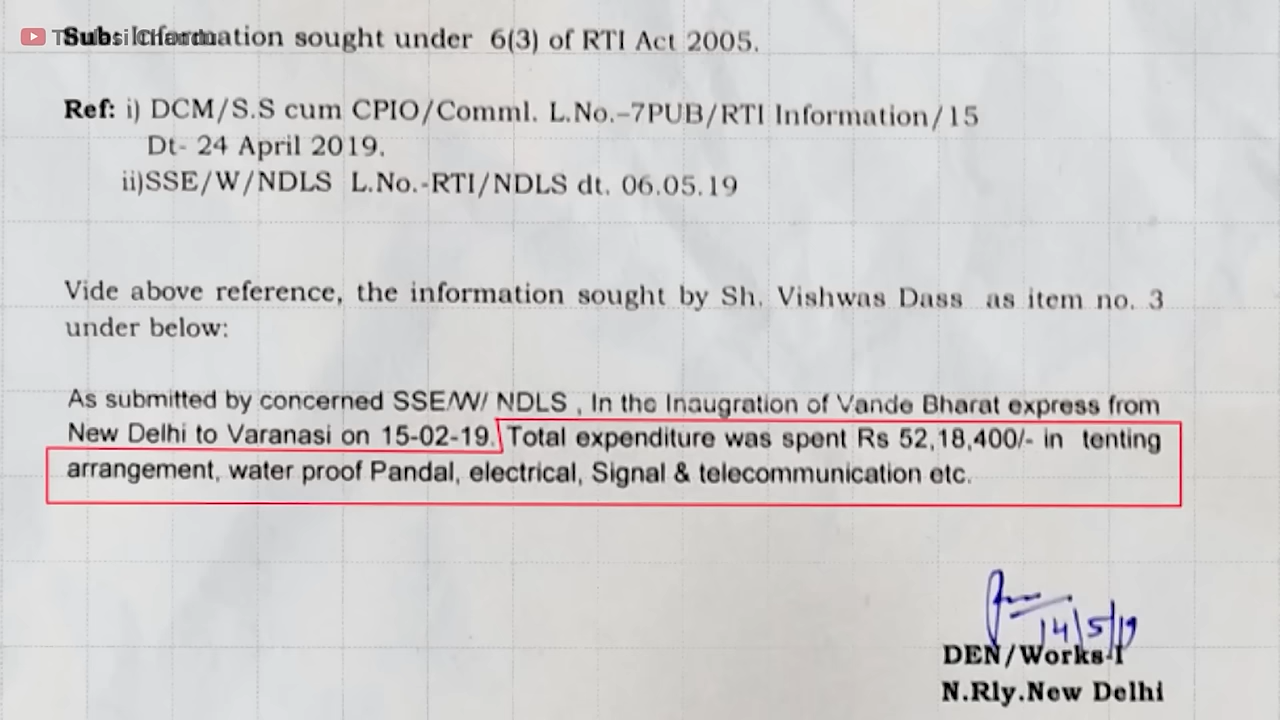 Sub: Information sought under 6(3) of RTI Act 2005.
Ref: i) DCM/S.S cum CPIO/Comml. L.No.-7PUB/RTI Information/15
Dt- 24 April 2019.
ii)SSE/W/NDLS L.No.-RTI/NDLS dt. 06.05.19
Vide above reference, the information sought by Sh. Vishwas Dass as item no. 3
under below:
As submitted by concerned SSE/W/ NDLS , In the Inaugration of Vande Bharat express from
New Delhi to Varanasi on 15-02-19. Total expenditure was spent Rs 52,18,400/- in tenting
arrangement, water proof Pandal, electrical, Signal & telecommunication etc.
14/5/19
DEN/Works-I
N.Rly.New Delhi